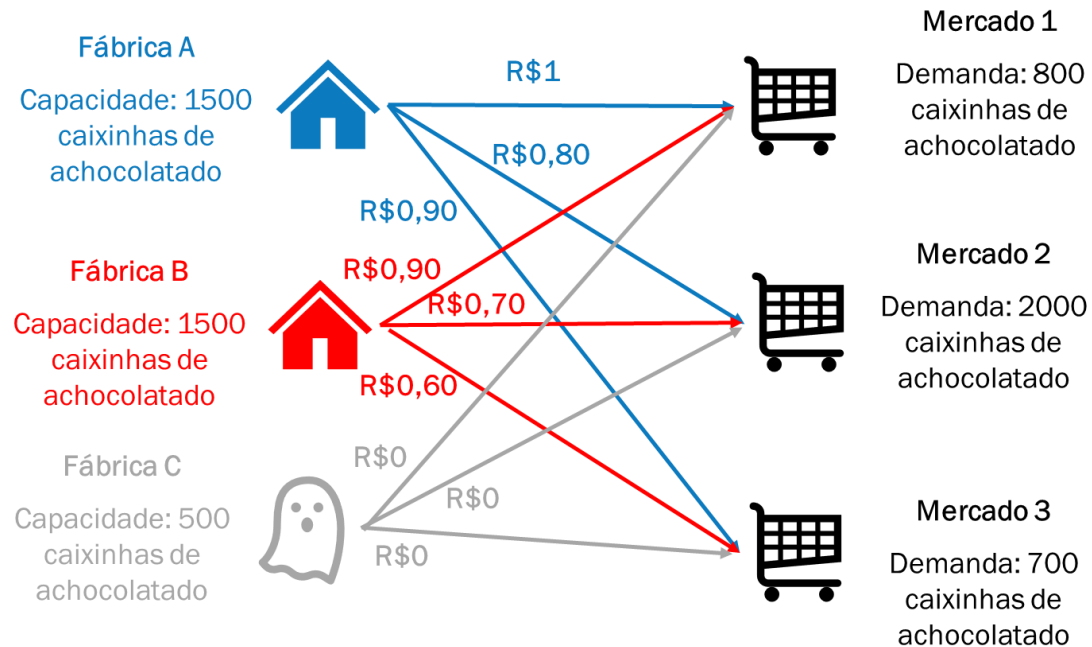 Fábrica A
Capacidade: 1500
caixinhas de
achocolatado
Fábrica B
Capacidade: 1500
caixinhas de
achocolatado
Fábrica C
Capacidade: 500
caixinhas de
achocolatado
R$1
R$0,80
R$0,90
R$0,90
R$0,70
R$0,60
R$0
R$0
R$0
Mercado 1
Demanda: 800
caixinhas de
achocolatado
Mercado 2
Demanda: 2000
caixinhas de
achocolatado
Mercado 3
Demanda: 700
caixinhas de
achocolatado